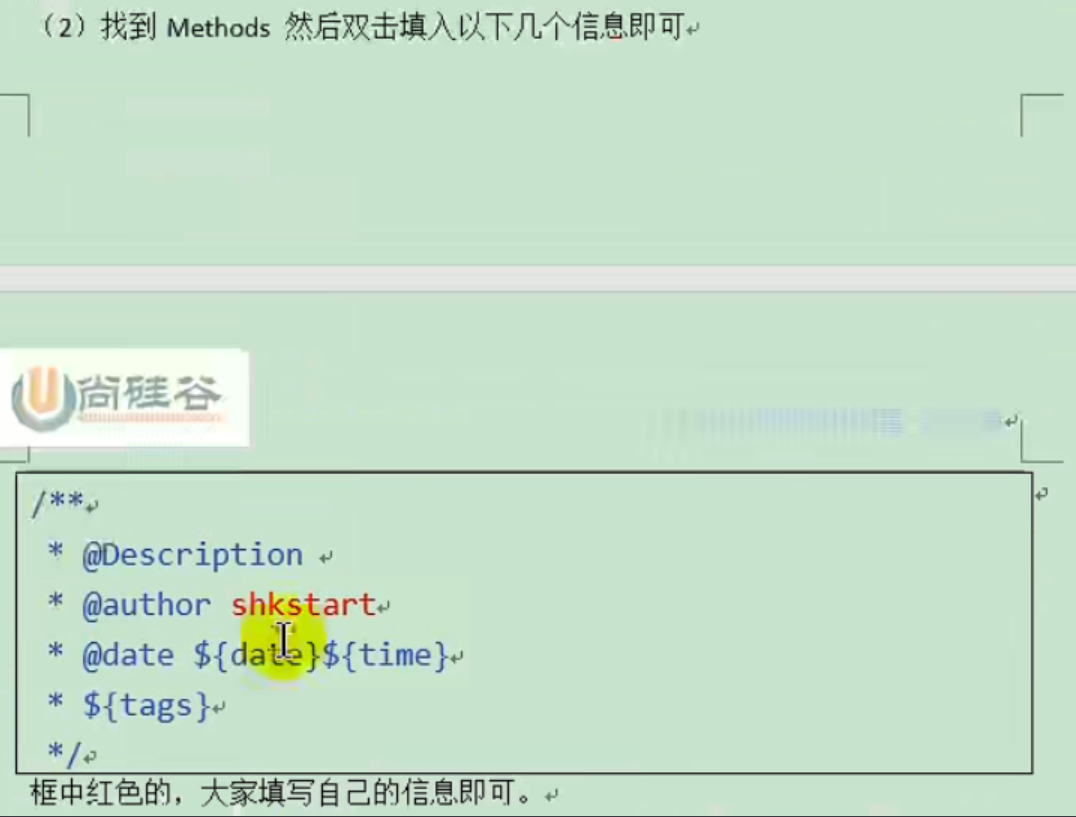 （2）找到 Methods 然后双击填入以下几个信息即可
尚硅谷
/**
* @Description
* @author shkstart
* @date ${date}${time}
* ${tags}
*/
框中红色的，大家填写自己的信息即可。